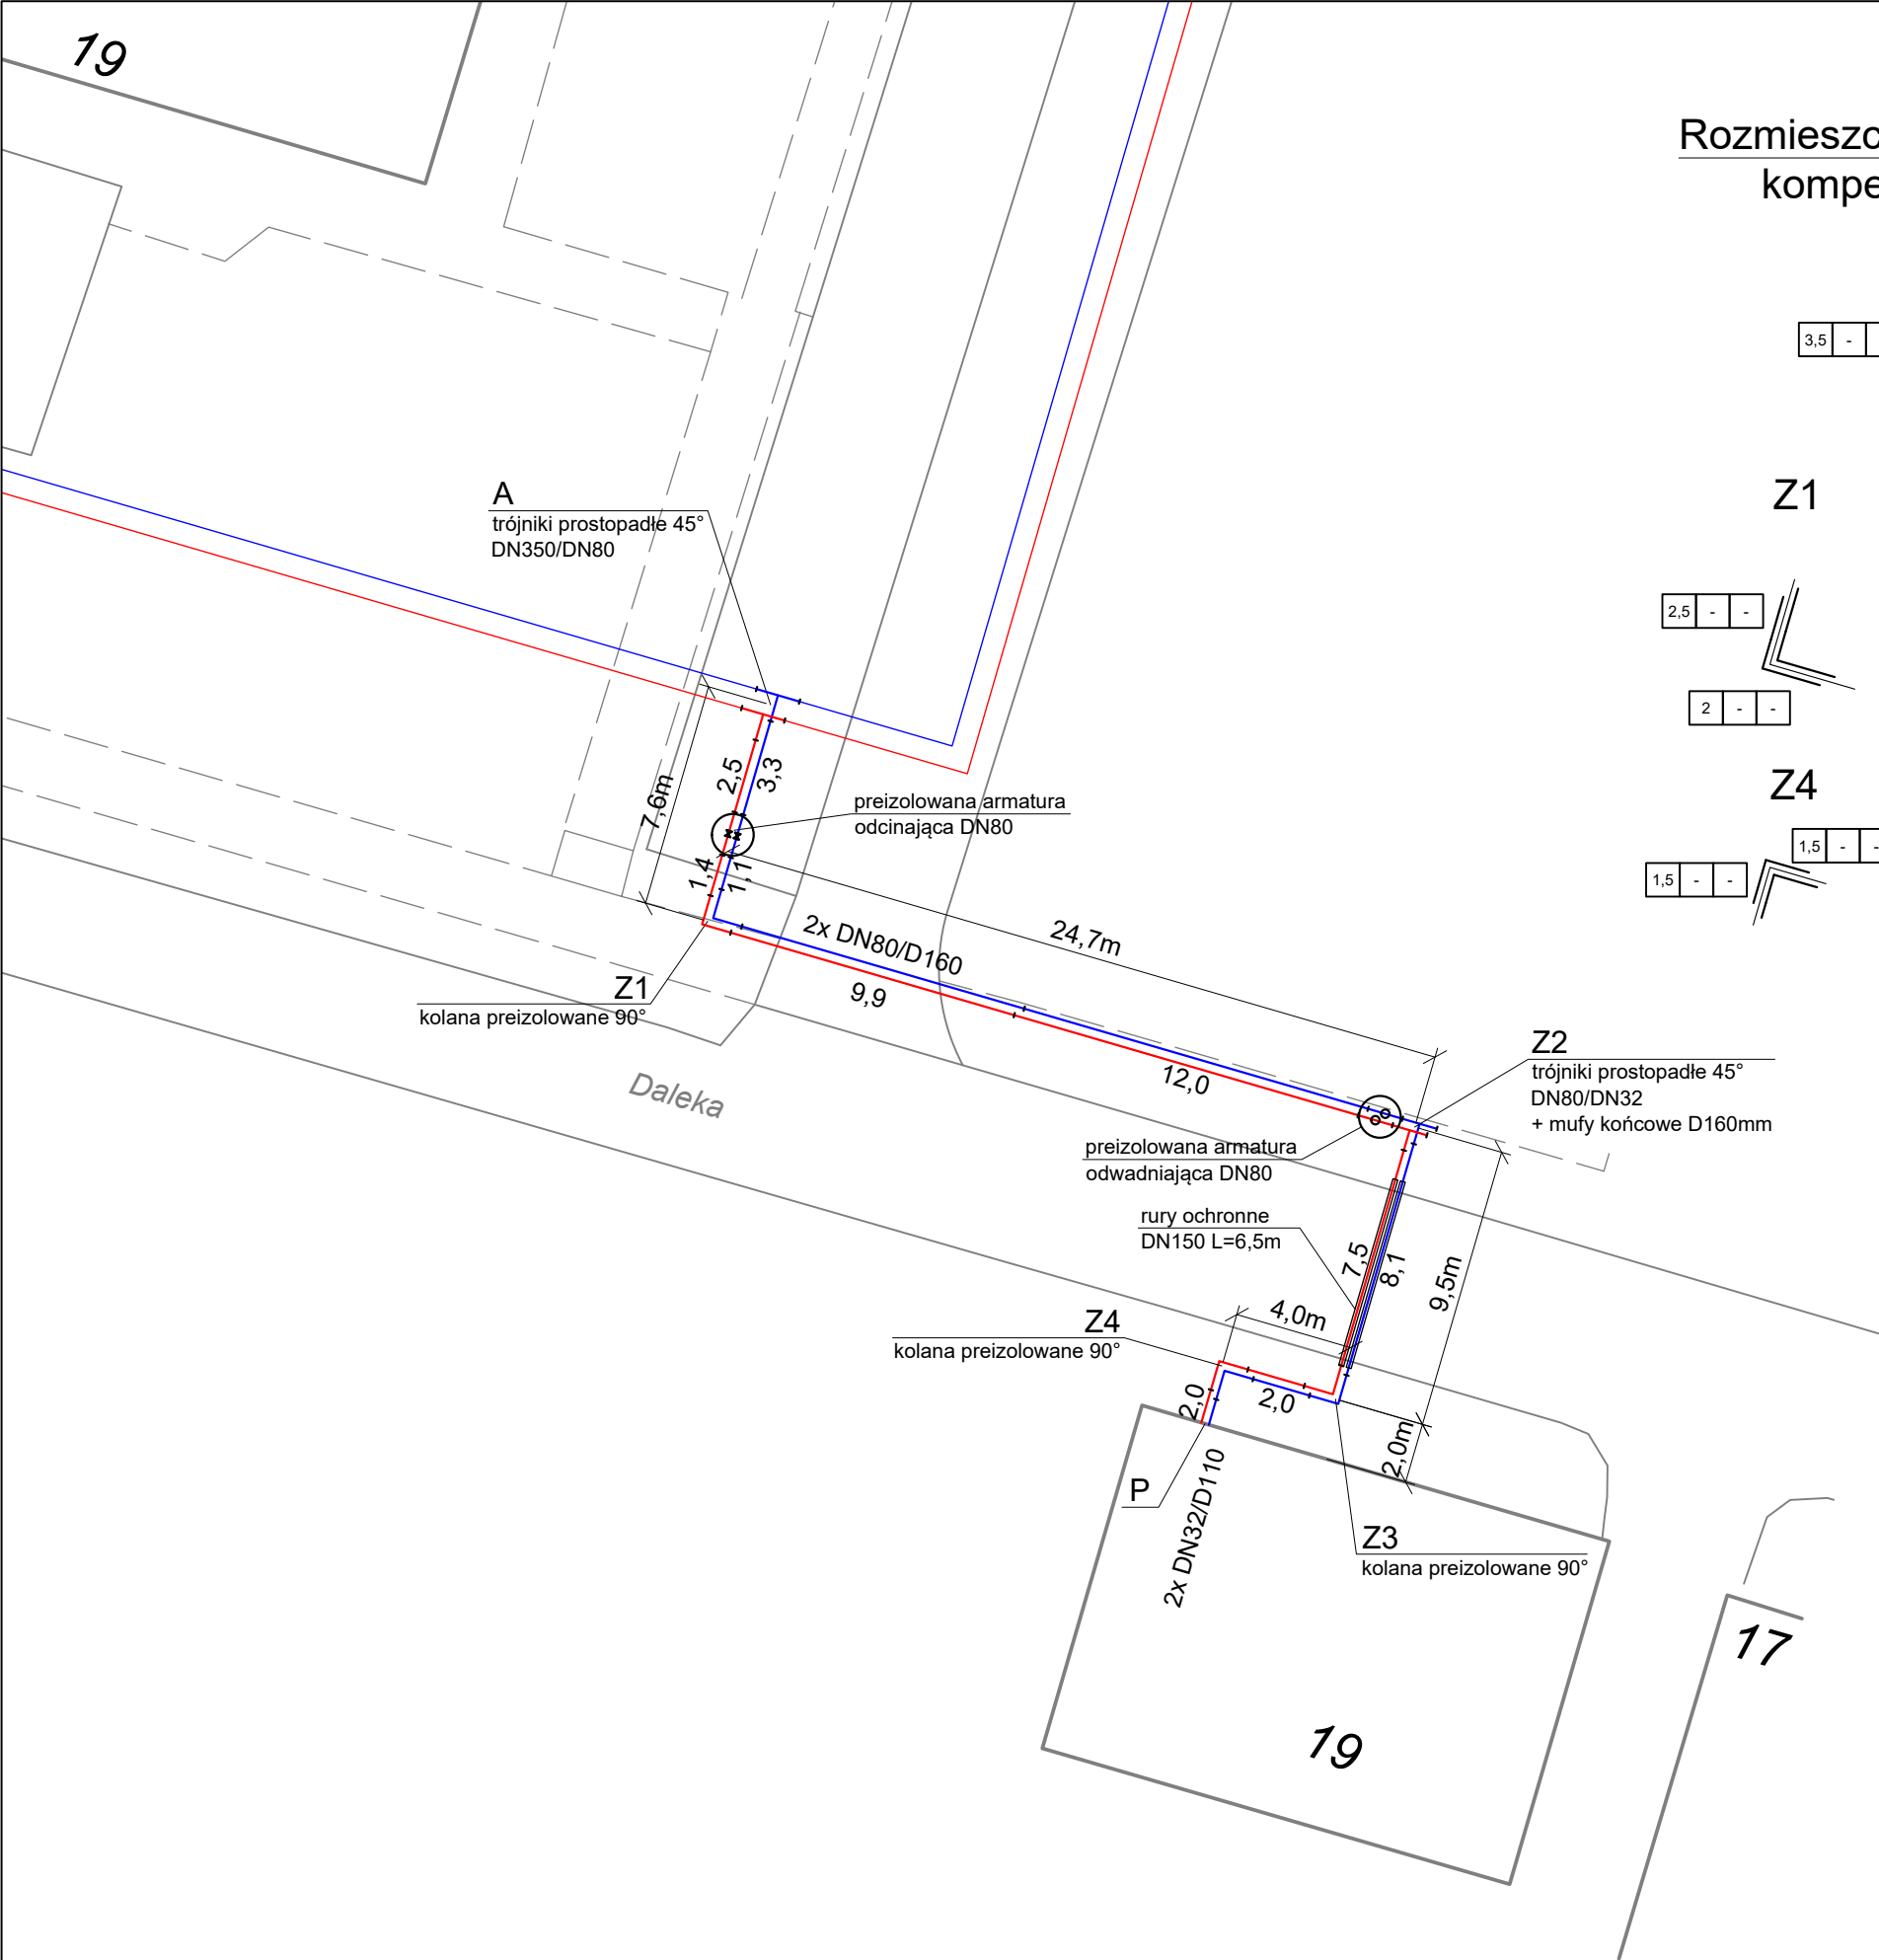 19
Rozmieszc
kompe
3,5 - 
A
trójniki prostopadłe 45°
DN350/DN80
Z1
2,5 - -
2 - -
Z4
1,5 - -
1,5 - -
2,5
3,3
7,6m
preizolowana armatura
odcinająca DN80
1,4
1,1
2x DN80/D160
24,7m
9,9
Z1
kolana preizolowane 90°
12,0
Daleka
Z2
trójniki prostopadłe 45°
DN80/DN32
+ mufy końcowe D160mm
preizolowana armatura
odwadniająca DN80
rury ochronne
DN150 L=6,5m
7,5
8,1
9,5m
4,0m
Z4
kolana preizolowane 90°
2,0
2,0
2,0m
P
2x DN32/D110
Z3
kolana preizolowane 90°
17
19